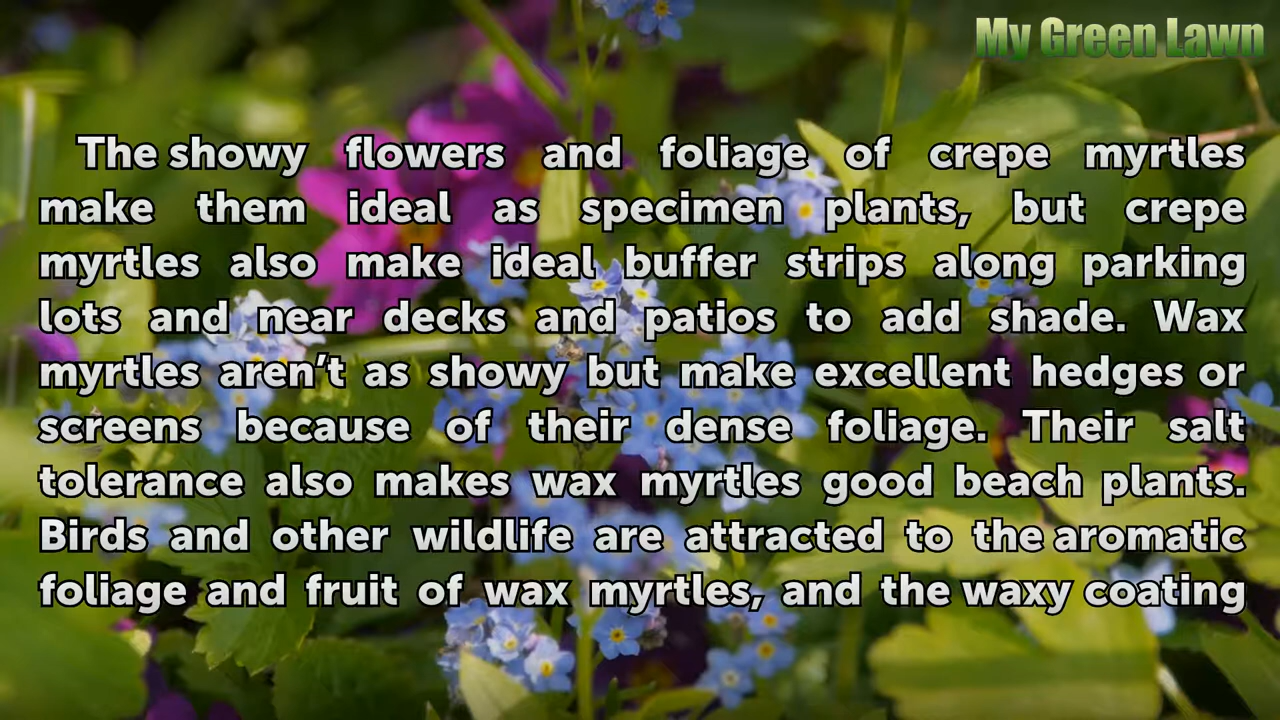 My Green Lawn
The showy flowers and foliage of crepe myrtles
make them ideal as specimen plants, but crepe
myrtles also make ideal buffer strips along parking
lots and near decks and patios to add shade. Wax
myrtles aren’t as showy but make excellent hedges or
screens because of their dense foliage. Their salt
tolerance also makes wax myrtles good beach plants.
Birds and other wildlife are attracted to the aromatic
foliage and fruit of wax myrtles, and the waxy coating